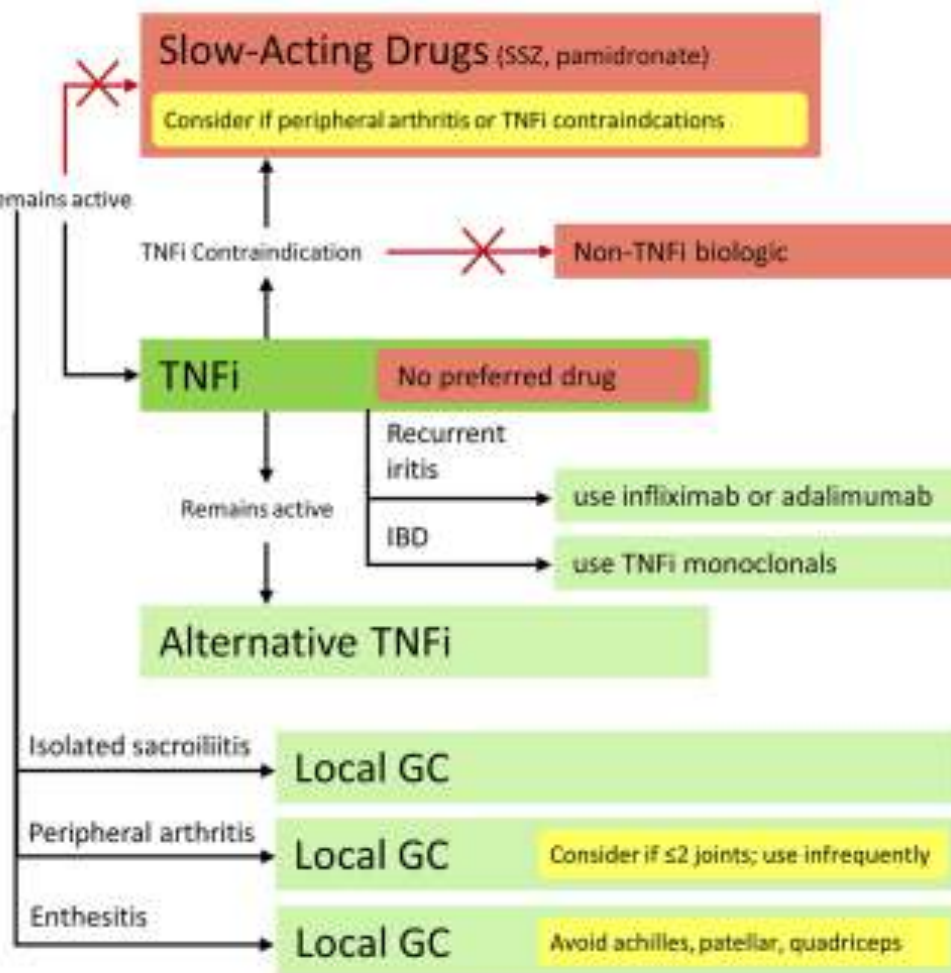 Slow-Acting Drugs (SSZ, pamidronate)
Consider if peripheral arthritis or TNFi contraindcations
emains active
TNFi Contraindication
Non-TNFi biologic
TNFi
No preferred drug
Recurrent
iritis
use infliximab or adalimumab
Remains active
IBD
use TNFi monoclonals
Alternative TNFi
Isolated sacroiliitis
Local GC
Peripheral arthritis
Local GC
Consider if ≤2 joints; use infrequently
Enthesitis
Local GC
Avoid achilles, patellar, quadriceps